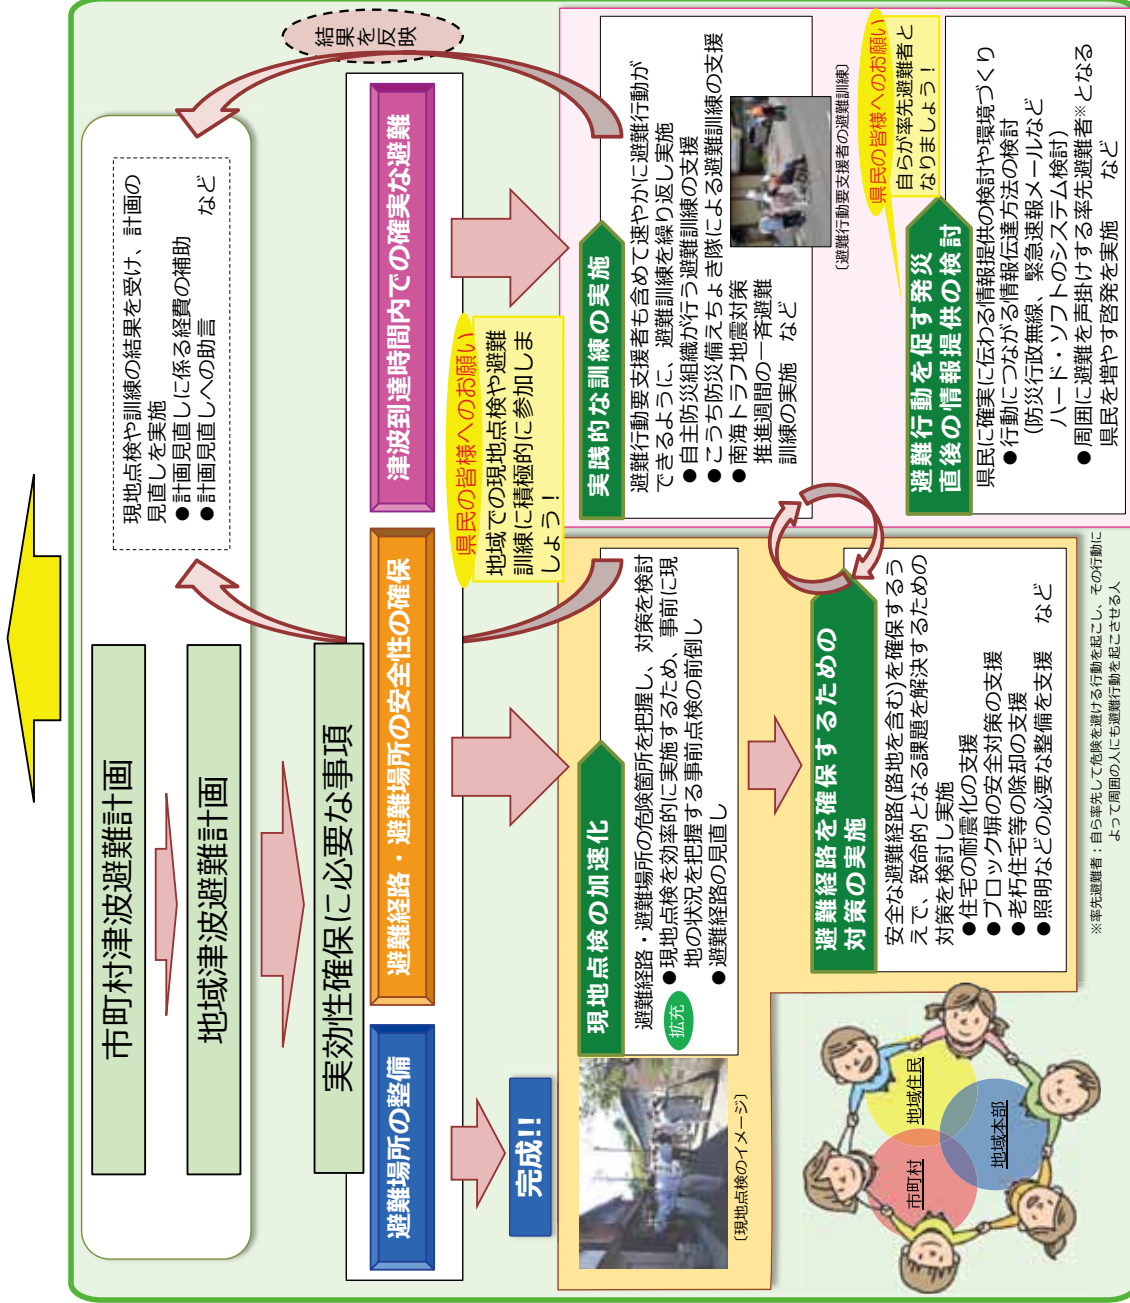 市町村津波避難計画
地域津波避難計画
現地点検や訓練の結果を受け、計画の
見直しを実施
●計画見直しに係る経費の補助
●計画見直しへの助言　など
結果を
反映
実効性確保に必要な事項
避難場所の整備
避難経路・避難場所の安全性の確保
津波到達時間内での確実な避難
完成!!
県民の皆様へのお願い
地域での現地点検や避難
訓練に積極的に参加しま
しょう！
現地点検の加速化
避難経路・避難場所の危険箇所を把握し、対策を検討
拡充
●現地点検を効率的に実施するため、事前に現
地の状況を把握する事前点検の前倒し
●避難経路の見直し
〔現地点検のイメージ〕
避難経路を確保するための
対策の実施
安全な避難経路(路地を含む)を確保するう
えで、致命的となる課題を解決するための
対策を検討し実施
●住宅の耐震化の支援
●ブロック塀の安全対策の支援
●老朽住宅等の除却の支援
●照明などの必要な整備を支援　など
実践的な訓練の実施
避難行動要支援者も含めて速やかに避難行動が
できるように、避難訓練を繰り返し実施
●自主防災組織が行う避難訓練の支援
●こうち防災備えちょき隊による避難訓練の支援
●南海トラフ地震対策
推進週間の一斉避難
訓練の実施　など
〔避難行動要支援者の避難訓練〕
県民の皆様へのお願い
自らが率先避難者と
なりましょう！
避難行動を促す発災
直後の情報提供の検討
県民に確実に伝わる情報提供の検討や環境づくり
●行動につながる情報伝達方法の検討
(防災行政無線、緊急速報メールなど
ハード・ソフトのシステム検討)
●周囲に避難を声掛けする率先避難者※となる
県民を増やす啓発を実施　など
市町村
地域住民
地域本部
※率先避難者：自ら率先して危険を避ける行動を起こし、その行動に
よって周囲の人にも避難行動を起こさせる人